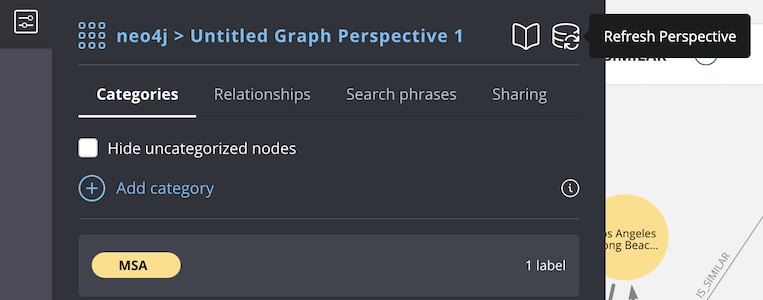 neo4j > Untitled Graph Perspective 1
Refresh Perspective
SIMILAR
Categories Relationships Search phrases Sharing
Hide uncategorized nodes
Add category
MSA 1 label
os Angeles
ong Beac...
IS_SIMILAR